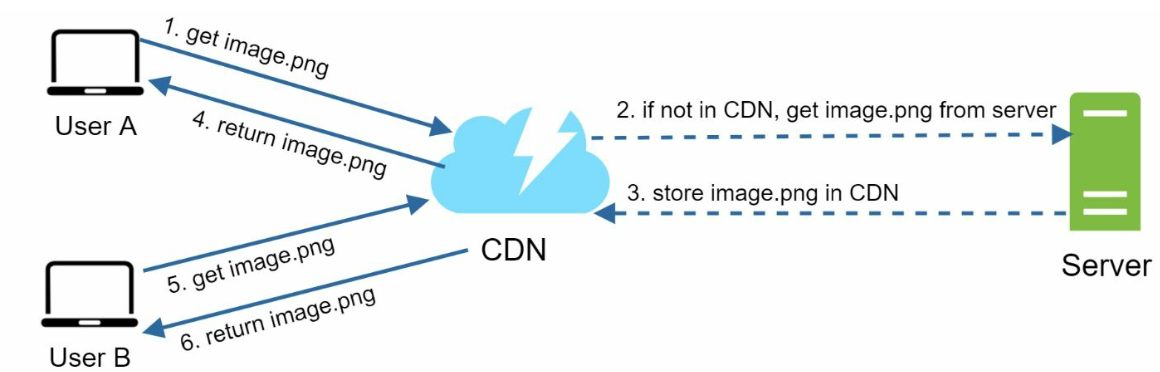 1. get image.png
User A
4. return image.png
2. if not in CDN, get image.png from server
3. store image.png in CDN
CDN
Server
5. get image.png
6. return image.png
User B